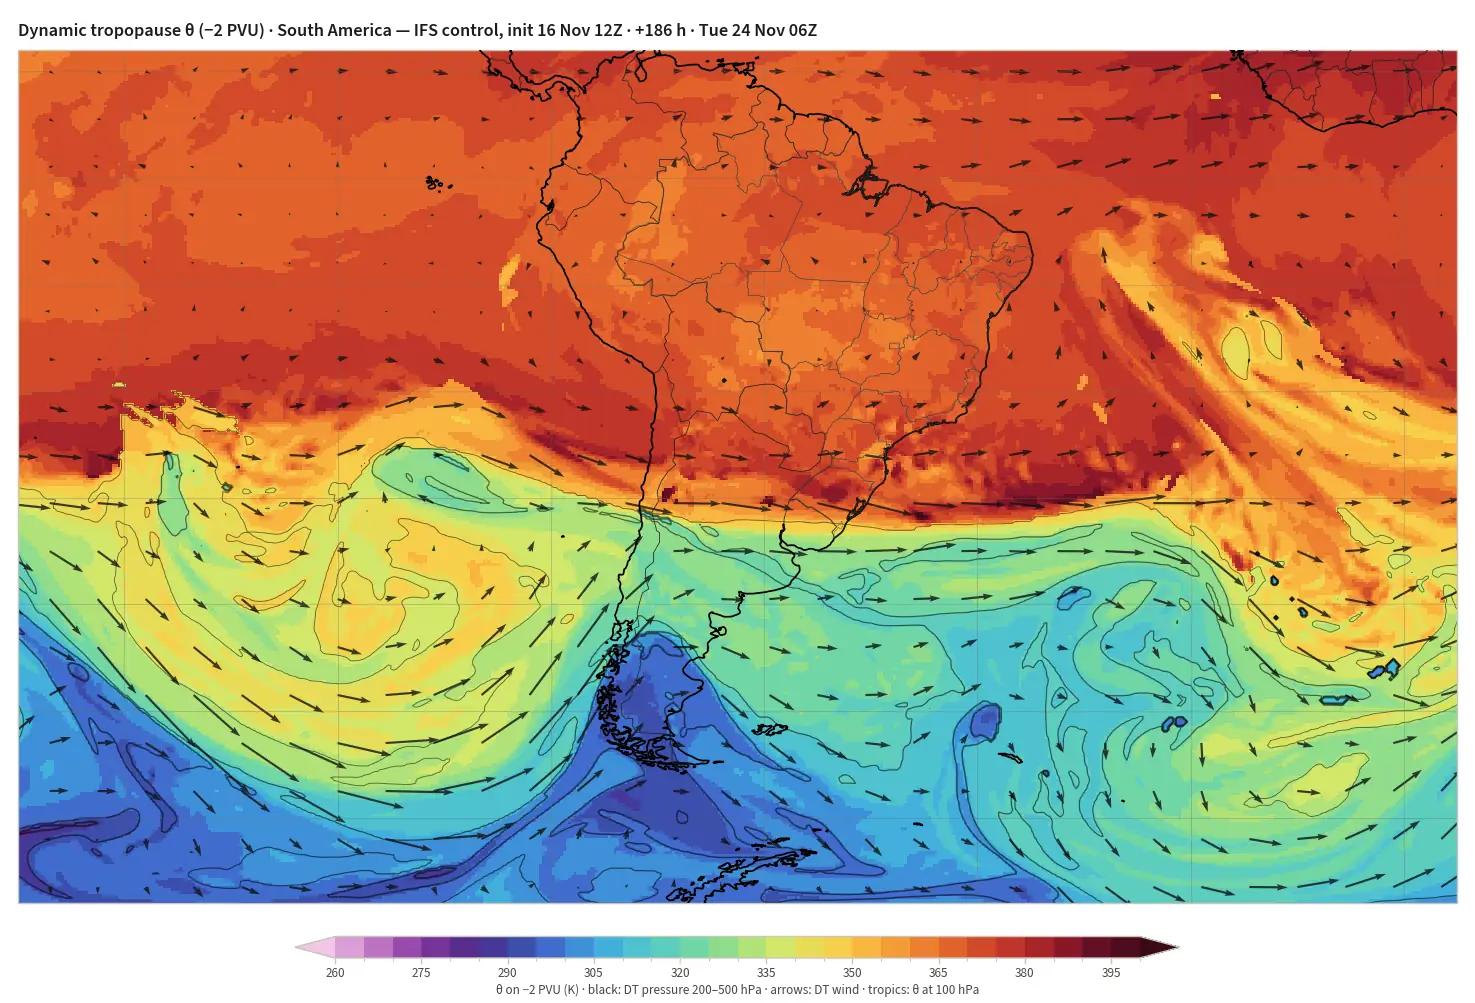 Dynamic tropopause θ (−2 PVU) · South America — IFS control, init 16 Nov 12Z · +186 h · Tue 24 Nov 06Z
260 275 290 305 320 335 350 365 380 395
θ on −2 PVU (K) · black: DT pressure 200–500 hPa · arrows: DT wind · tropics: θ at 100 hPa